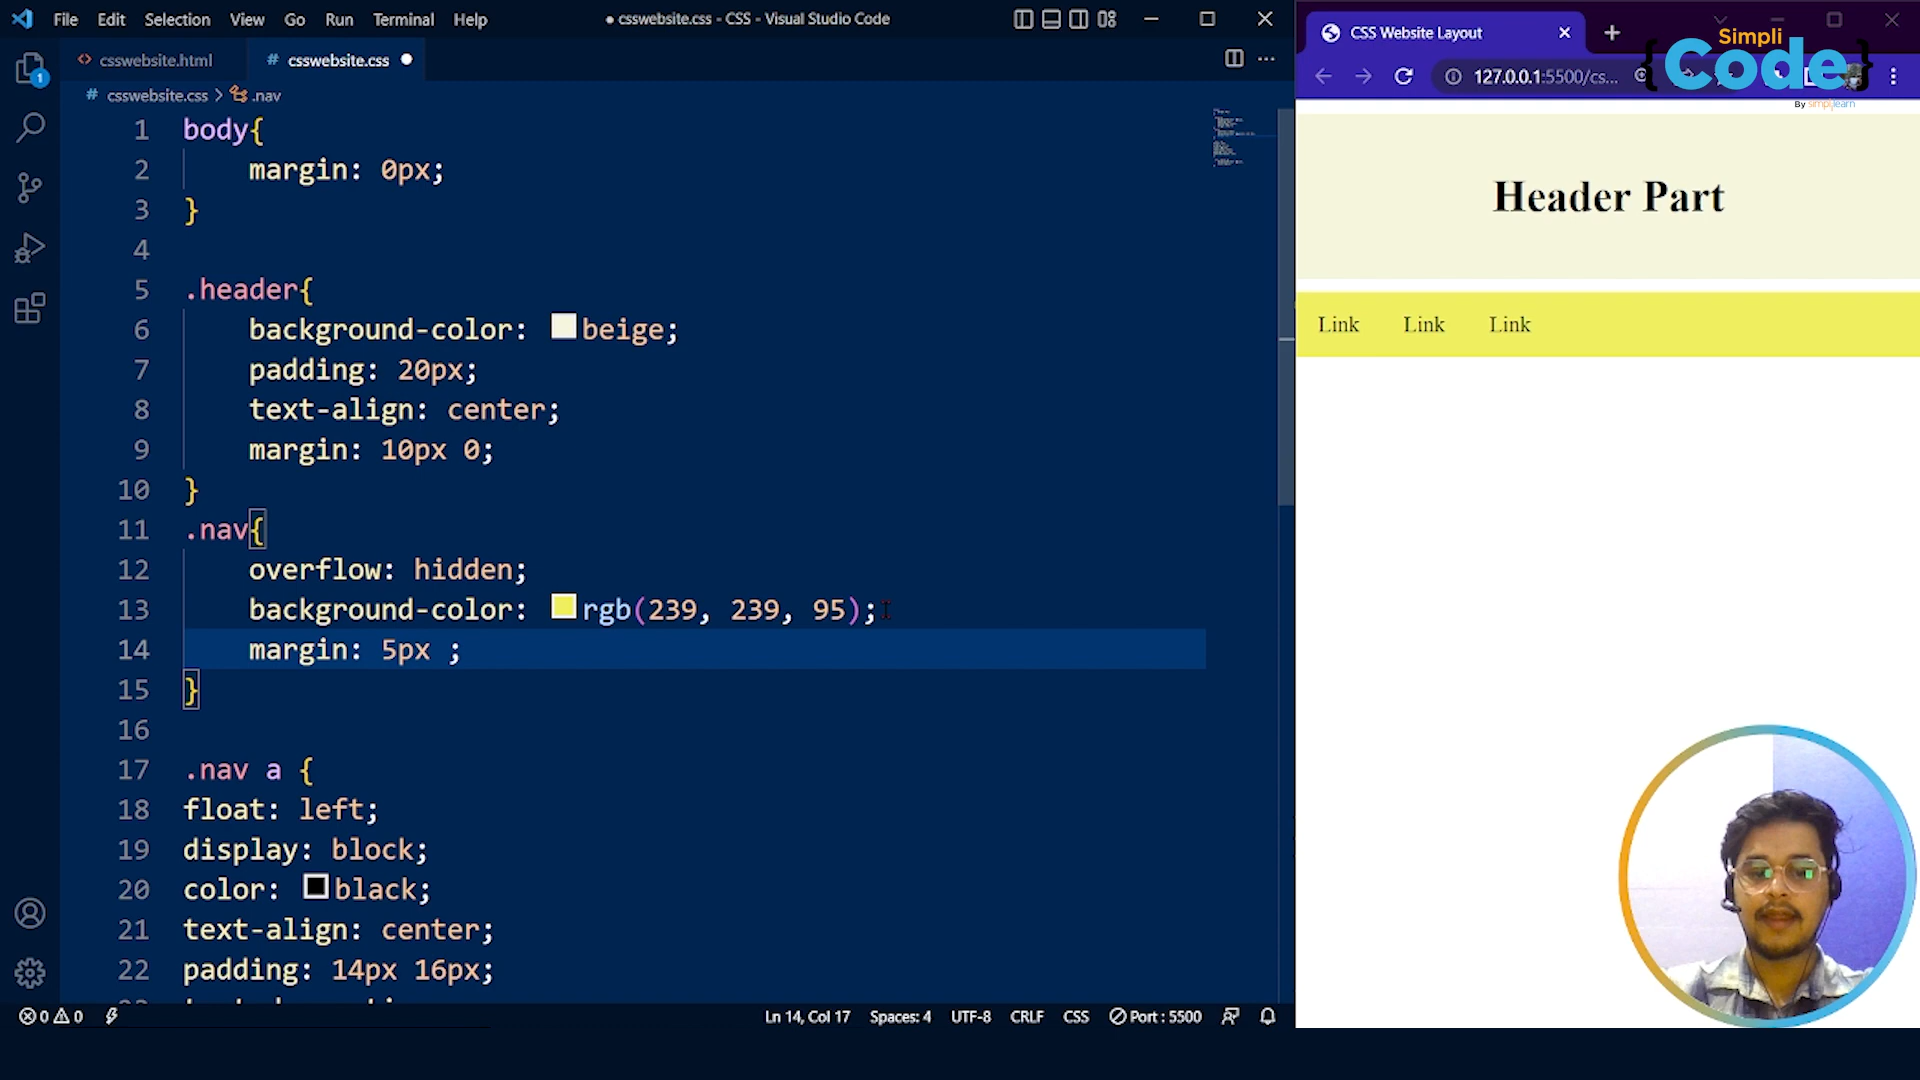 File Edit Selection View Go Run Terminal Help
● csswebsite.css - CSS - Visual Studio Code
csswebsite.html
# csswebsite.css ●
# csswebsite.css > .nav
1 body{
2 margin: 0px;
3 }
4
5 .header{
6 background-color: beige;
7 padding: 20px;
8 text-align: center;
9 margin: 10px 0;
10 }
11 .nav{
12 overflow: hidden;
13 background-color: rgb(239, 239, 95);
14 margin: 5px ;
15 }
16
17 .nav a {
18 float: left;
19 display: block;
20 color: black;
21 text-align: center;
22 padding: 14px 16px;
1
0 0
Ln 14, Col 17 Spaces: 4 UTF-8 CRLF CSS Port : 5500
CSS Website Layout
127.0.0.1:5500/cs...
Simpli
{Code}
By simplilearn
Header Part
Link Link Link